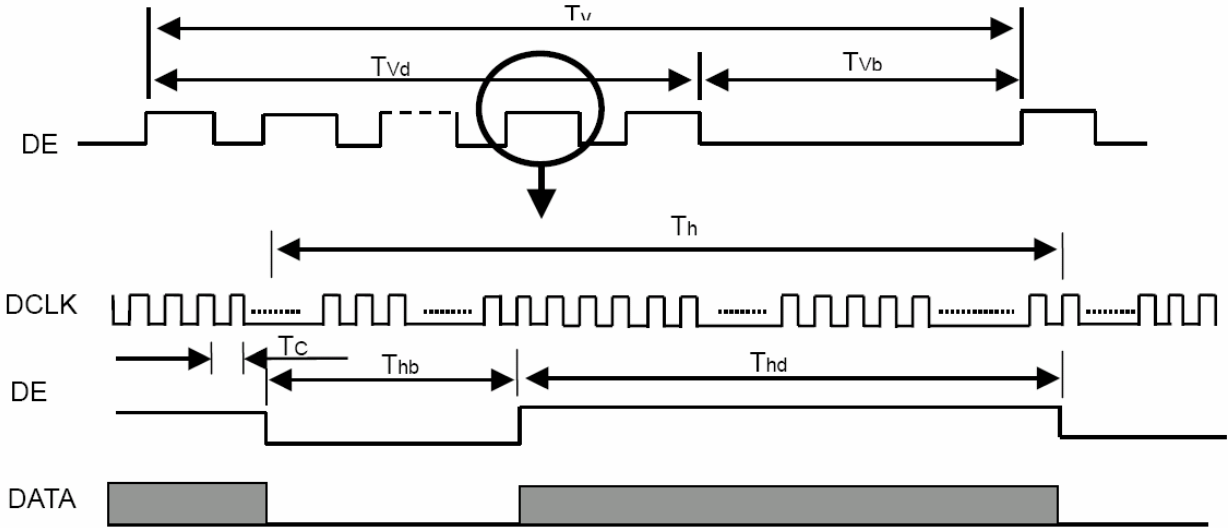 Tv
TVd
TVb
DE
Th
DCLK
Tc
Thb
Thd
DE
DATA